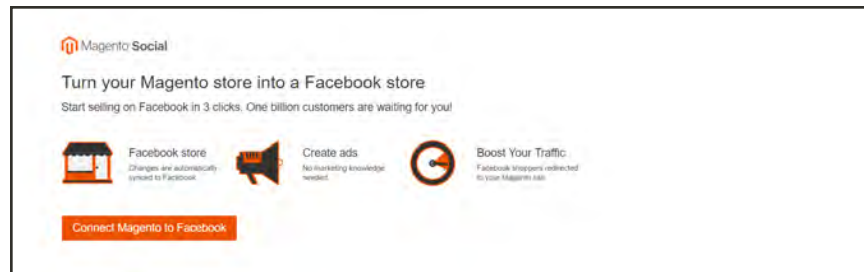 Magento Social
Turn your Magento store into a Facebook store
Start selling on Facebook in 3 clicks. One billion customers are waiting for you!
Facebook store
Changes are automatically
synced to Facebook
Create ads
No marketing knowledge
needed
Boost Your Traffic
Facebook shoppers redirected
to your Magento cart
Connect Magento to Facebook